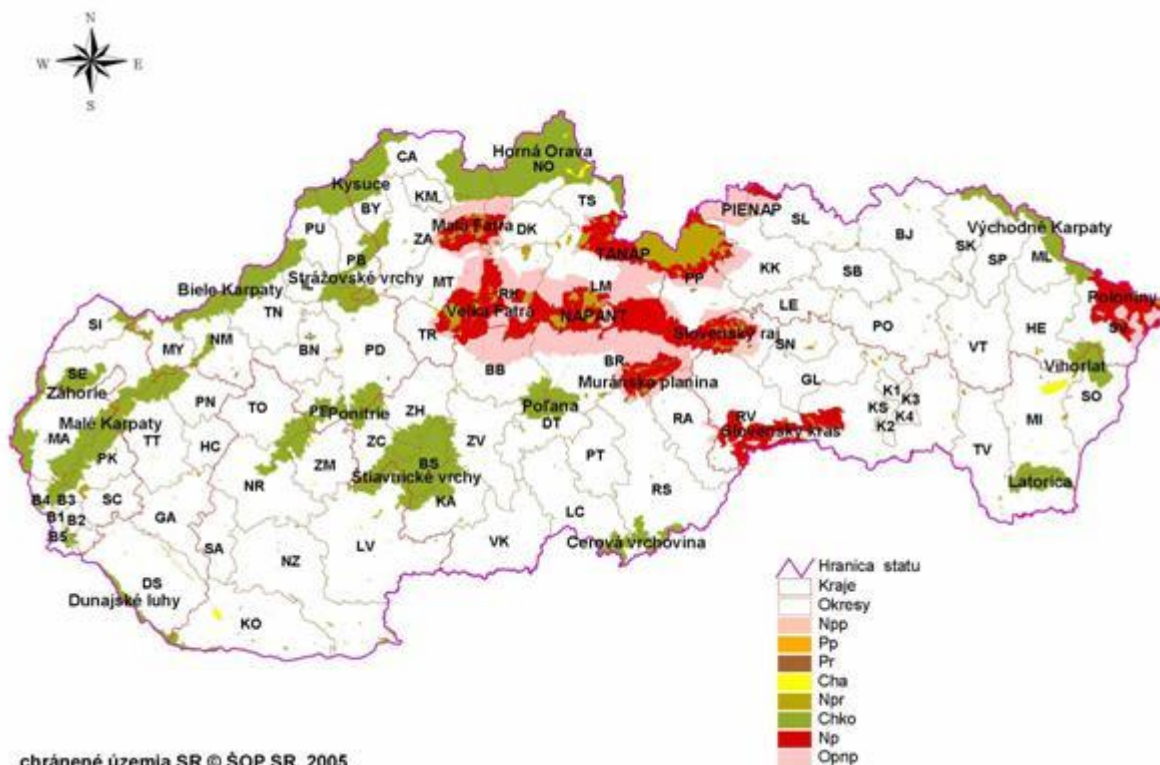 N
W E
S
CA
Horná Orava
NO
Kysuce
KM
BY
TS
PU
ZA
Malá Fatra
DK
PIENAP
SL
BJ
Východné Karpaty
SK
SP
ML
PB
Strážovské vrchy
TANAP
PP
KK
SB
Biele Karpaty
IL
TN
MT
RK
LM
LE
Poloniny
SV
SI
MY
NM
BN
PD
TR
Veľká Fatra
NAPANT
Slovenský raj
SN
PO
HE
VT
SE
Záhorie
BB
BR
Muránska planina
GL
Vihorlat
SO
PN
TO
PE
Ponitrie
ZH
Poľana
DT
K1
K3
KS
K4
K2
Malé Karpaty
MA
TT
HC
ZC
ZV
RA
RV
Slovenský kras
MI
PK
ZM
BS
Štiavnické vrchy
PT
TV
Latorica
B4 B3
SC
NR
KA
RS
B1
B2
GA
LC
B5
SA
LV
VK
Cerová vrchovina
NZ
DS
Dunajské luhy
KO
Hranica statu
Kraje
Okresy
Npp
Pp
Pr
Cha
Npr
Chko
Np
Opnp
chránené územia SR © ŠOP SR, 2005